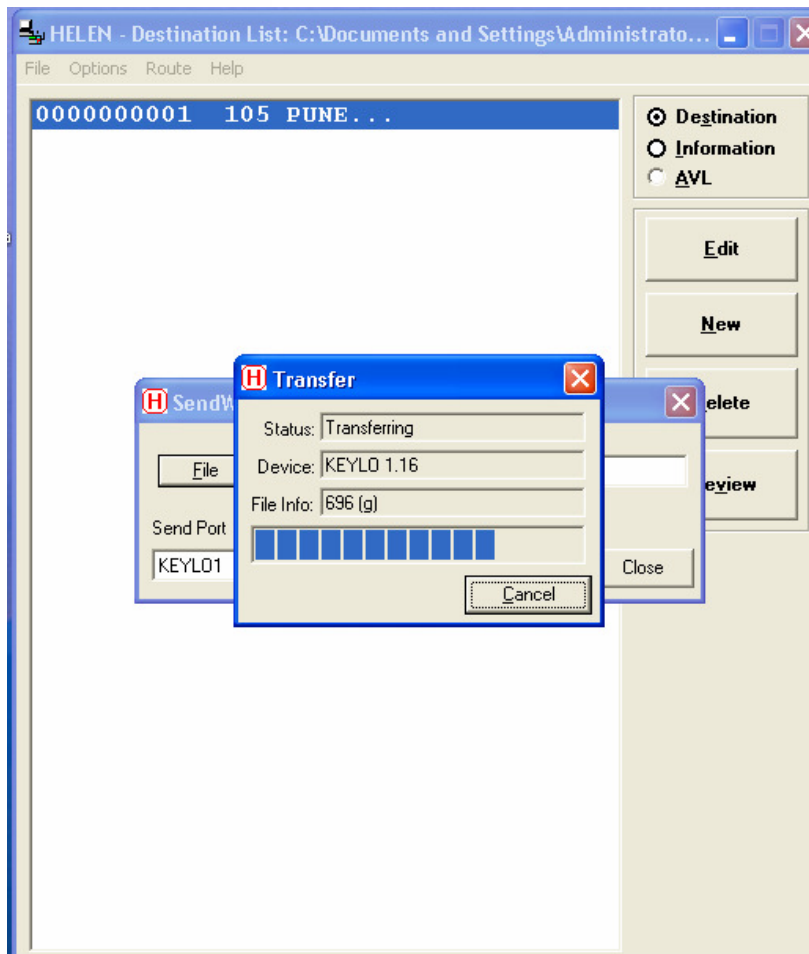 HELEN - Destination List: C:\Documents and Settings\Administrato...
File Options Route Help
0000000001 105 PUNE...
Destination
Information
AVL
Edit
New
elete
eview
H Transfer
Status: Transferring
Device: KEYLO 1.16
File Info: 696 (g)
Cancel
H SendW
File
Send Port
KEYLO1
Close